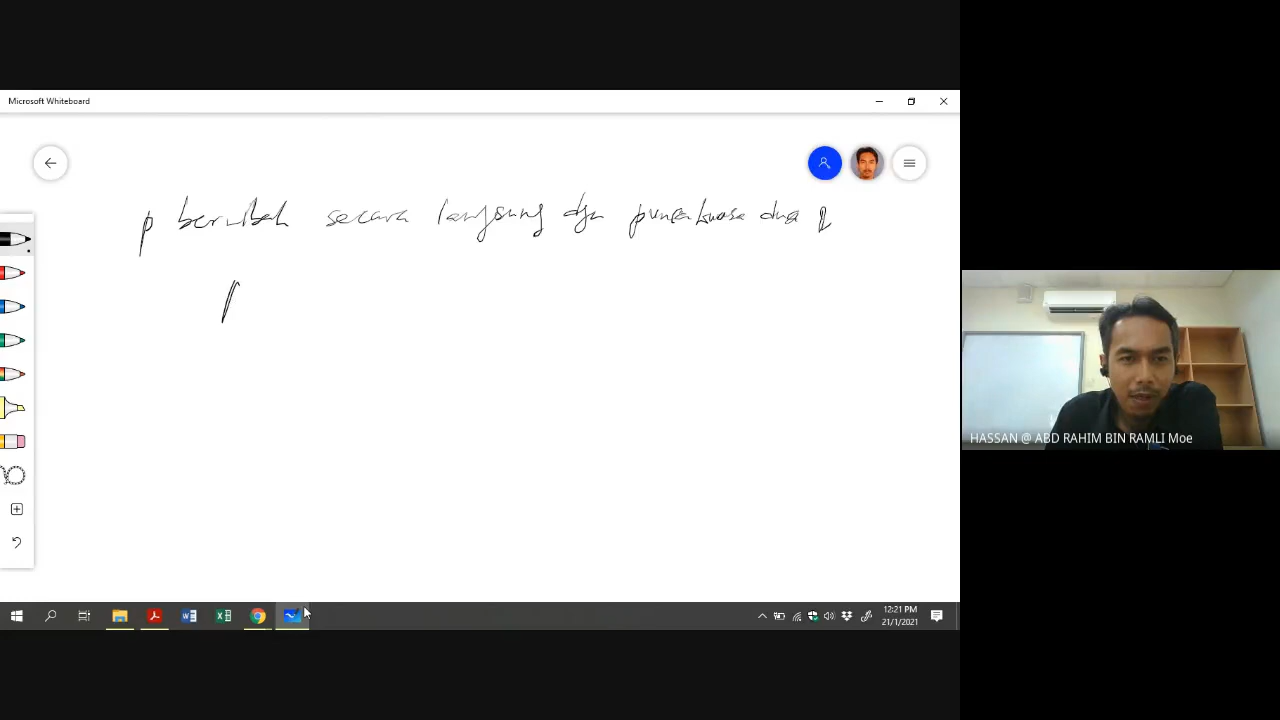 Microsoft Whiteboard
p berubah secara langsung dgn punca kuasa dua q
HASSAN @ ABD RAHIM BIN RAMLI Moe
12:21 PM
21/1/2021